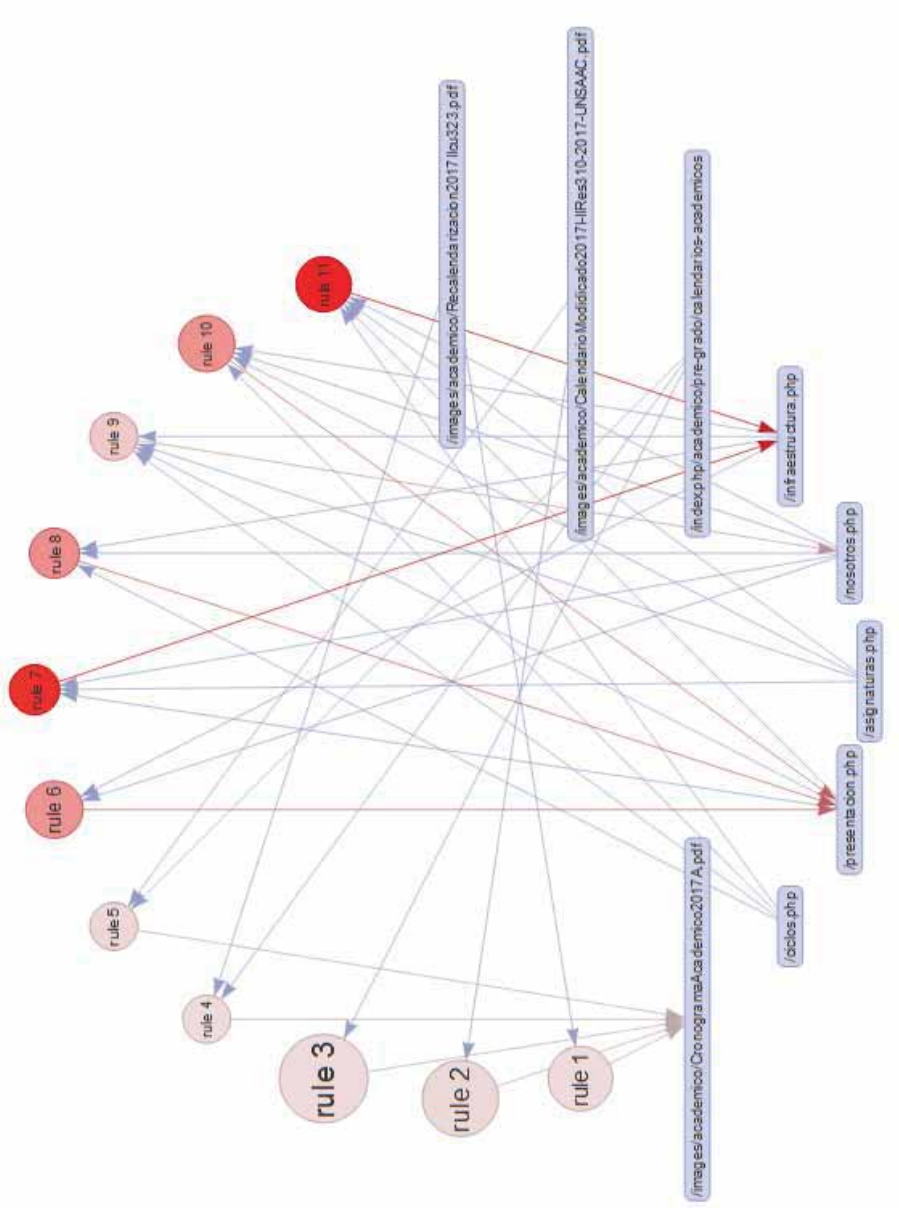 rule 11
rule 10
rule 9
rule 8
rule 7
rule 6
rule 5
rule 4
rule 3
rule 2
rule 1
/images/academico/Recalendarizacion2017IIcu323.pdf
/images/academico/CalendarioModidicado2017I-IIRes310-2017-UNSAAC.pdf
/index.php/academico/pre-grado/calendarios-academicos
/infraestructura.php
/nosotros.php
/asignaturas.php
/presentacion.php
/ciclos.php
/images/academico/CronogramaAcademico2017A.pdf